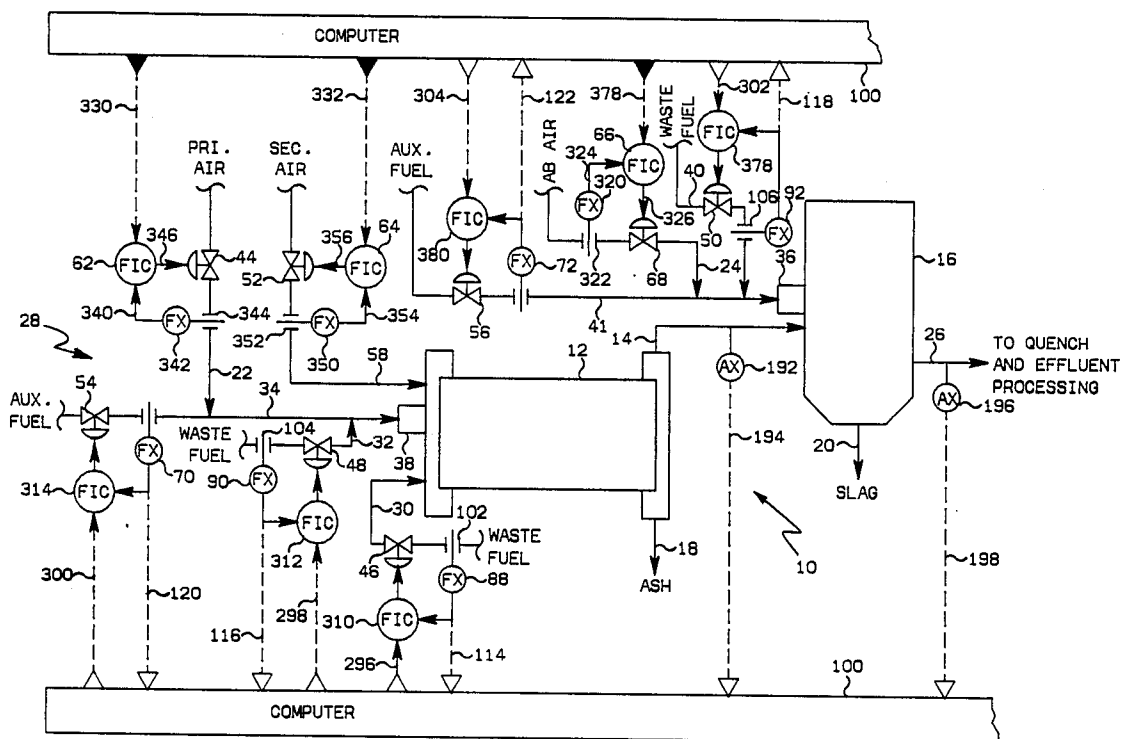 COMPUTER
100
330
332
304
122
378
302
118
PRI.
AIR
SEC.
AIR
AUX.
FUEL
AB AIR
WASTE
FUEL
66
FIC
324
320
FX
326
322
68
FIC
378
40
50
106
92
FX
36
16
62
FIC
346
44
340
FX
342
344
22
356
52
FIC
64
352
FX
350
354
58
FIC
380
FX
72
56
41
24
14
12
AX
192
26
TO QUENCH
AND EFFLUENT
PROCESSING
AX
196
28
54
AUX.
FUEL
34
WASTE
FUEL
104
32
38
48
FX
70
FX
90
314
FIC
FIC
312
30
46
102
WASTE
FUEL
FX
88
310
FIC
18
ASH
20
SLAG
194
10
198
300
120
116
298
296
114
100
COMPUTER